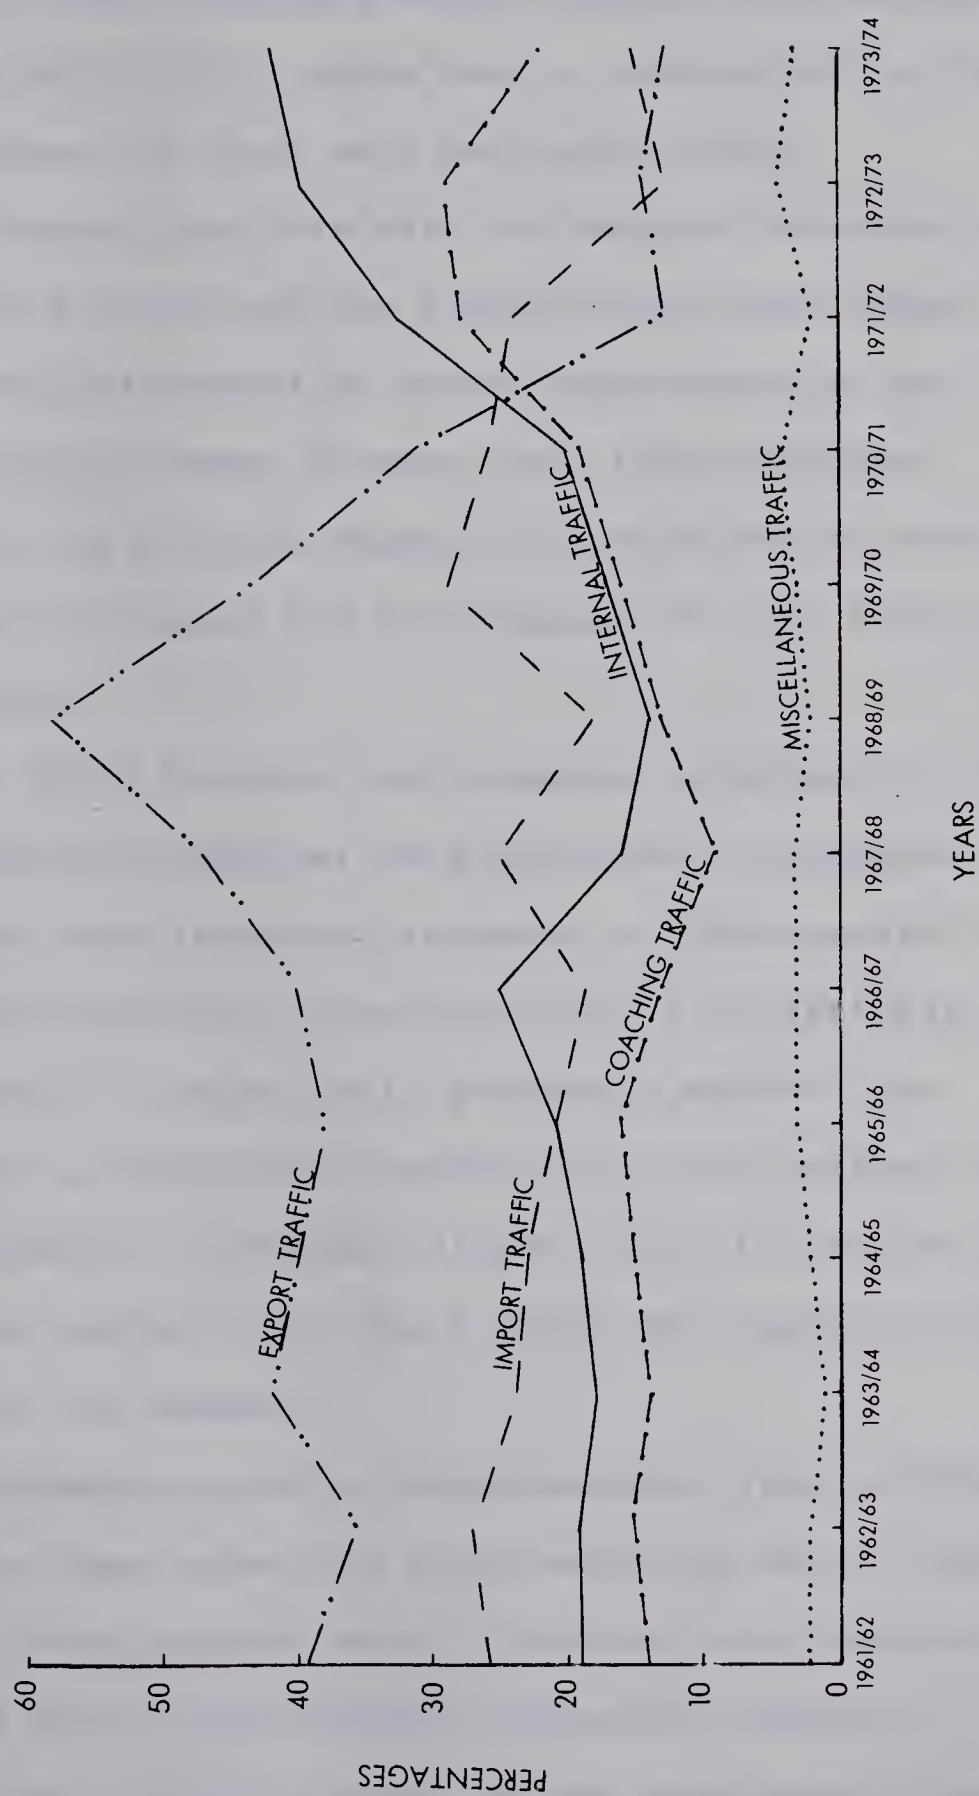 60
40
30
20
10
0
PERCENTAGES
EXPORT TRAFFIC
IMPORT TRAFFIC
INTERNAL TRAFFIC
COACHING TRAFFIC
MISCELLANEOUS TRAFFIC
1961/62 1962/63 1963/64 1964/65 1965/66 1966/67 1967/68 1968/69 1969/70 1970/71 1971/72 1972/73 1973/74
YEARS